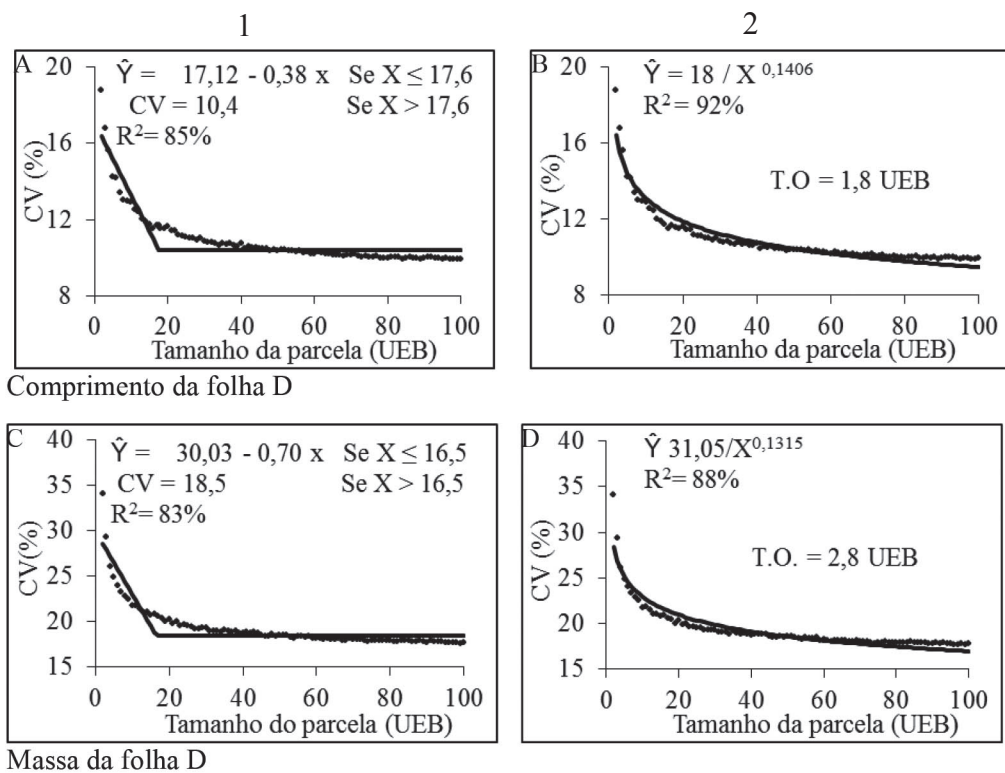 1
2
A
20
16
12
8
CV (%)
Ŷ = 17,12 - 0,38 x Se X ≤ 17,6
CV = 10,4 Se X > 17,6
R²= 85%
0 20 40 60 80 100
Tamanho da parcela (UEB)
B
20
16
12
8
CV (%)
Ŷ = 18 / X ^0,1406
R² = 92%
T.O = 1,8 UEB
0 20 40 60 80 100
Tamanho da parcela (UEB)
Comprimento da folha D
C
40
35
30
25
20
15
CV(%)
Ŷ = 30,03 - 0,70 x Se X ≤ 16,5
CV = 18,5 Se X > 16,5
R²= 83%
0 20 40 60 80 100
Tamanho do parcela (UEB)
D
40
35
30
25
20
15
CV (%)
Ŷ 31,05/X^0,1315
R² = 88%
T.O. = 2,8 UEB
0 20 40 60 80 100
Tamanho da parcela (UEB)
Massa da folha D